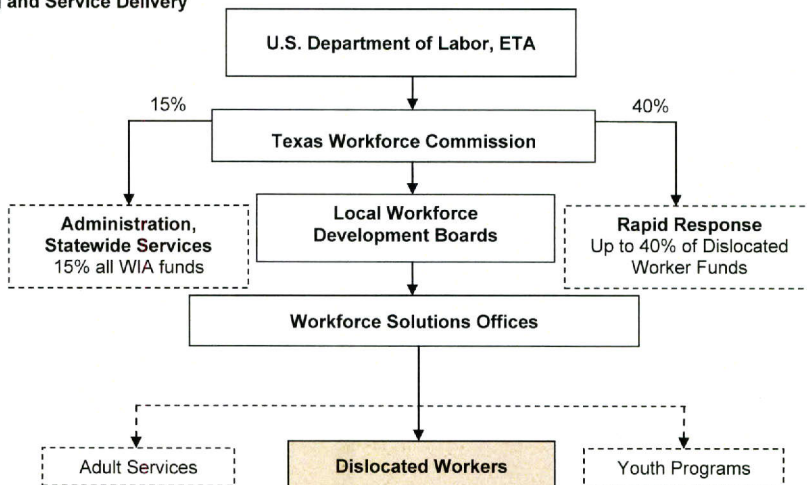 and Service Delivery
U.S. Department of Labor, ETA
15%
40%
Texas Workforce Commission
Administration,
Statewide Services
15% all WIA funds
Local Workforce
Development Boards
Rapid Response
Up to 40% of Dislocated
Worker Funds
Workforce Solutions Offices
Adult Services
Dislocated Workers
Youth Programs